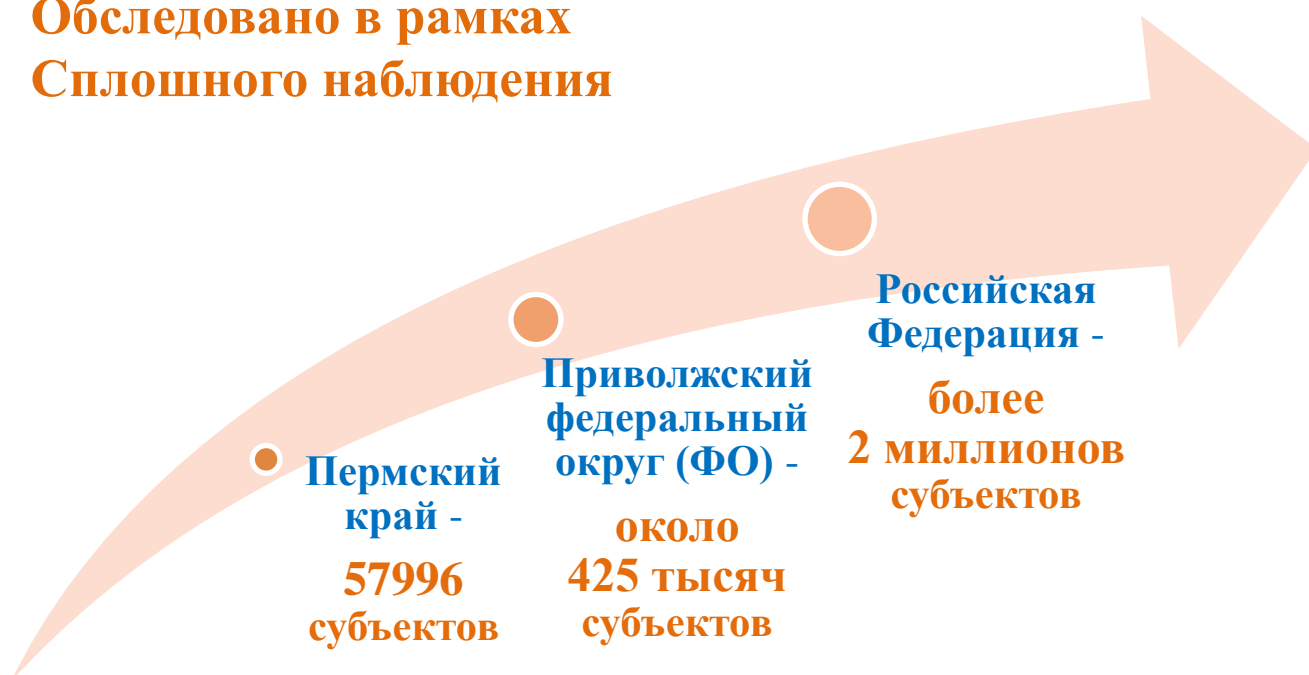 Обследовано в рамках
Сплошного наблюдения
Пермский
край -
57996
субъектов
Приволжский
федеральный
округ (ФО) -
около
425 тысяч
субъектов
Российская
Федерация -
более
2 миллионов
субъектов